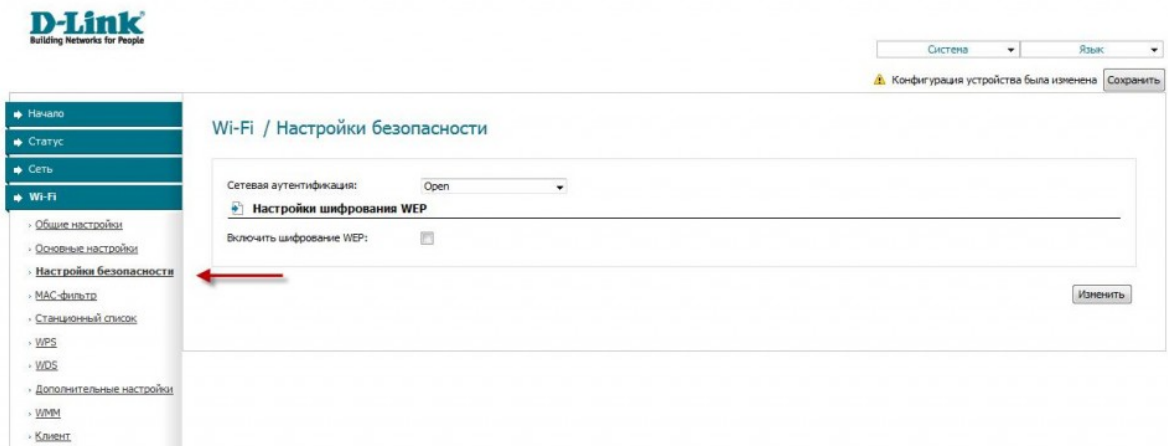 D-Link
Building Networks for People
Система
Язык
Конфигурация устройства была изменена
Сохранить
Начало
Статус
Сеть
Wi-Fi
Общие настройки
Основные настройки
Настройки безопасности
MAC-фильтр
Станционный список
WPS
WDS
Дополнительные настройки
WMM
Клиент
Wi-Fi / Настройки безопасности
Сетевая аутентификация: Open
Настройки шифрования WEP
Включить шифрование WEP:
Изменить